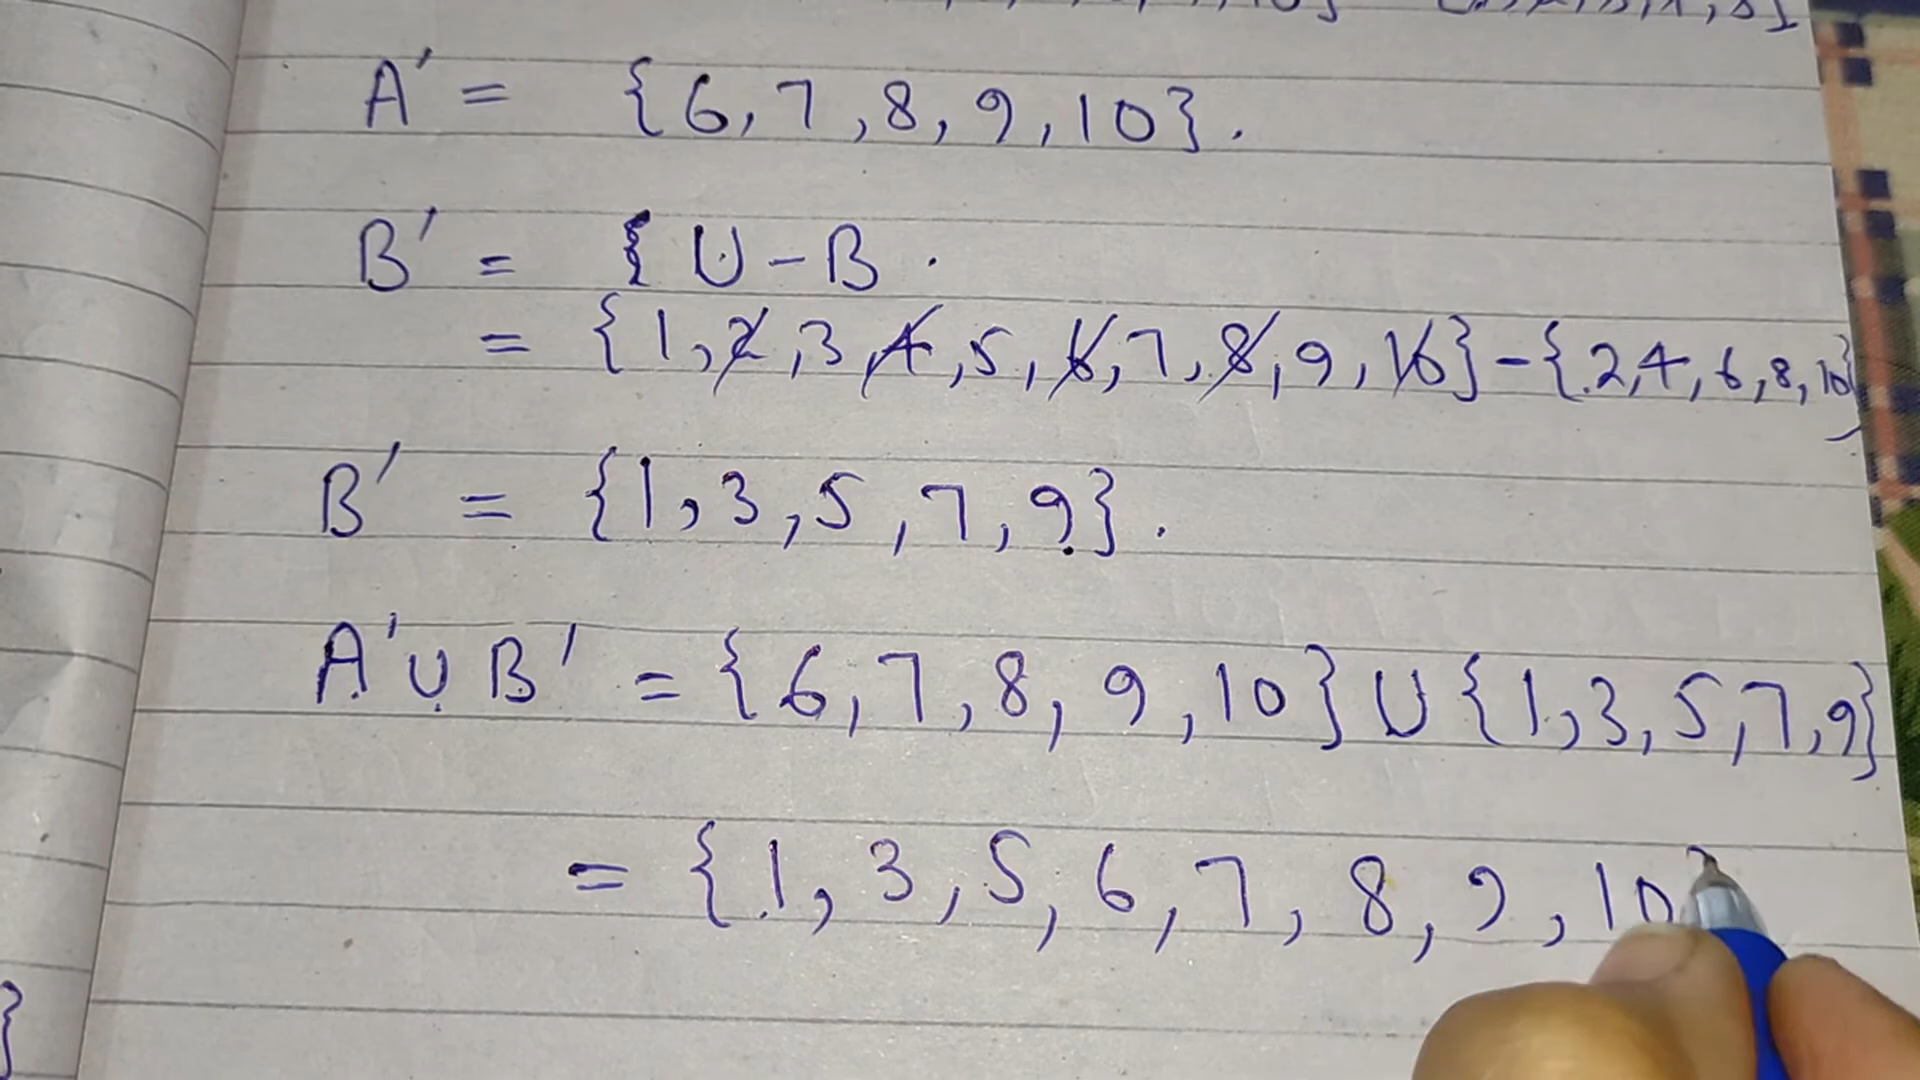 A' = {6, 7, 8, 9, 10}.
B' = { U - B .
= {1, 2, 3, 4, 5, 6, 7, 8, 9, 10} - {2, 4, 6, 8, 10}
B' = {1, 3, 5, 7, 9}.
A' ∪ B' = {6, 7, 8, 9, 10} ∪ {1, 3, 5, 7, 9}
= {1, 3, 5, 6, 7, 8, 9, 10
}